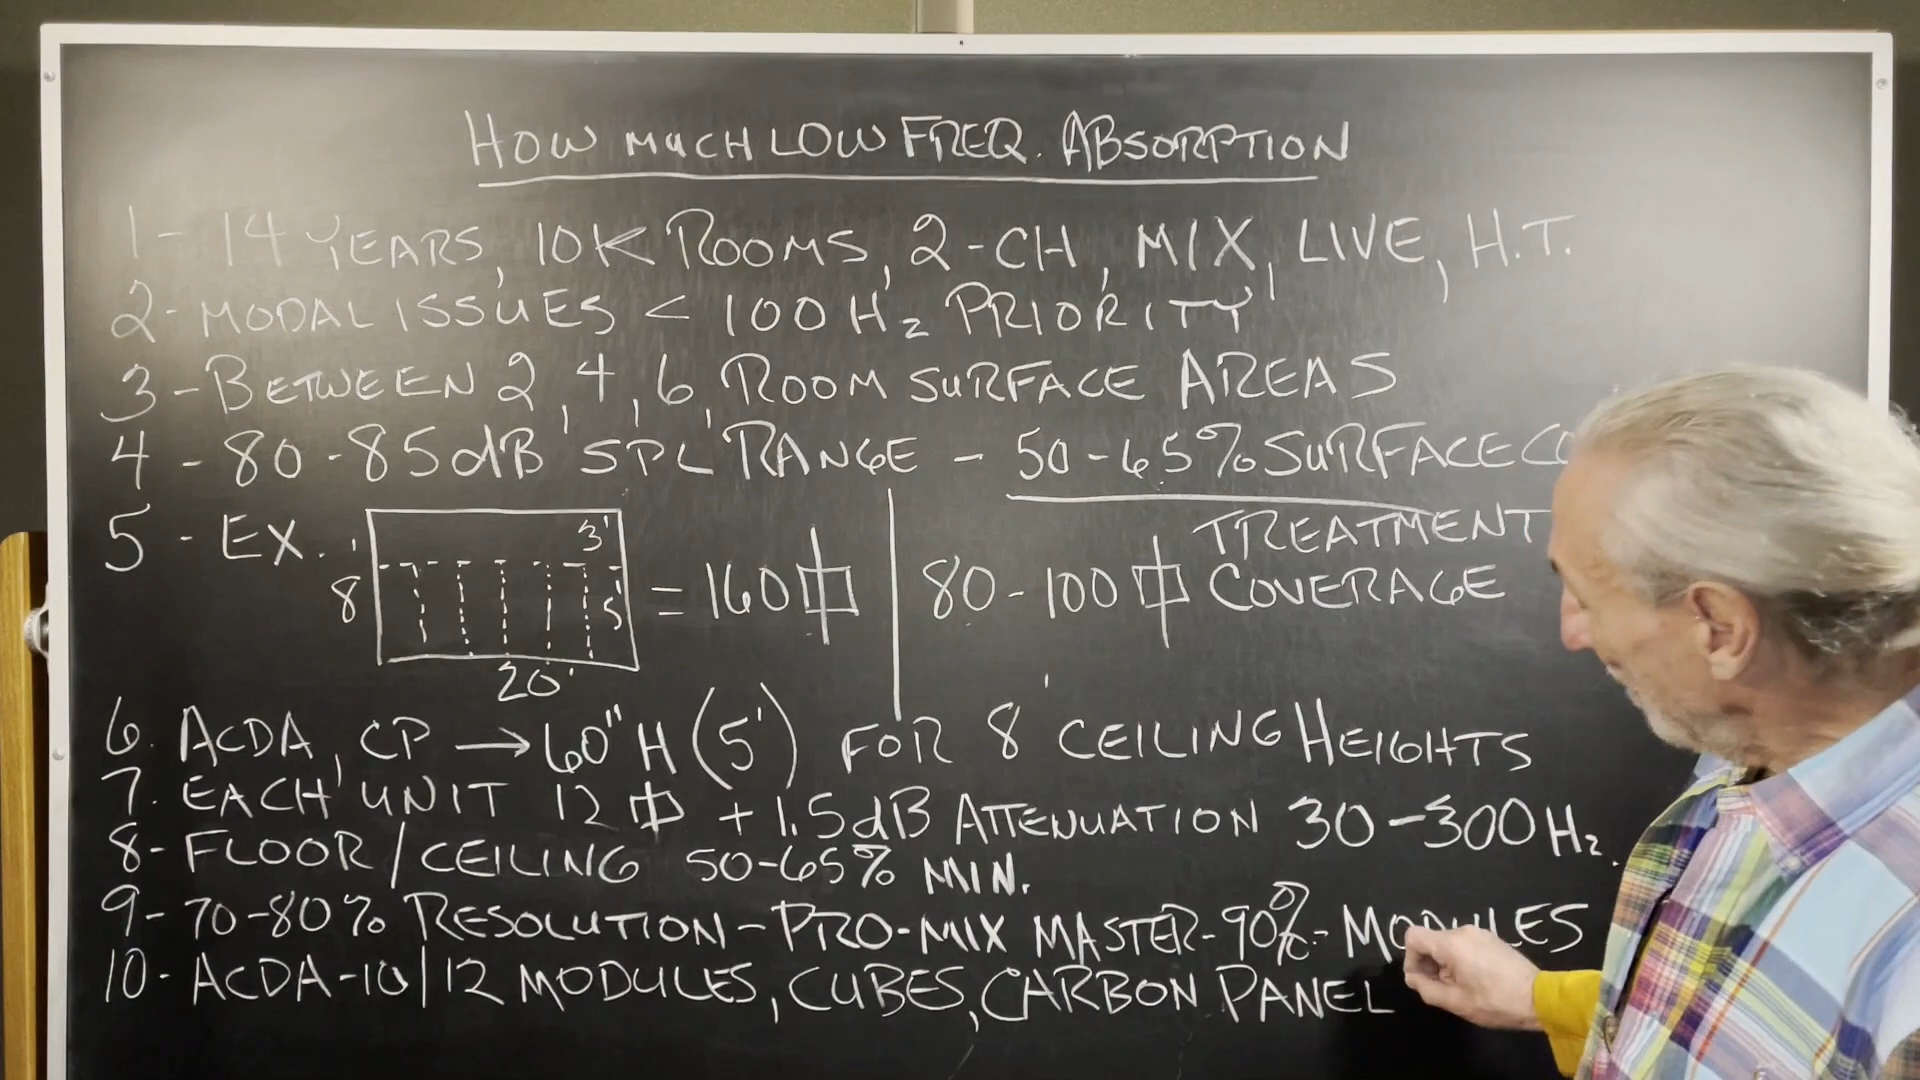 HOW MUCH LOW FREQ. ABSORPTION
1- 14 YEARS, 10K ROOMS, 2-CH, MIX, LIVE, H.T.
2- MODAL ISSUES < 100 Hz PRIORITY
3- BETWEEN 2, 4, 6, ROOM SURFACE AREAS
4 - 80-85dB SPL RANGE - 50-65% SURFACE CO
TREATMENT
5 - EX. 8' 3' 5 20' = 160 | 80-100 COVERAGE
6. ACDA, CP → 60" H (5') FOR 8' CEILING HEIGHTS
7. EACH UNIT 12 + 1.5dB ATTENUATION 30-300Hz.
8- FLOOR/CEILING 50-65% MIN.
9- 70-80% RESOLUTION - PRO-MIX MASTER-90%- MODULES
10- ACDA-10/12 MODULES, CUBES, CARBON PANEL